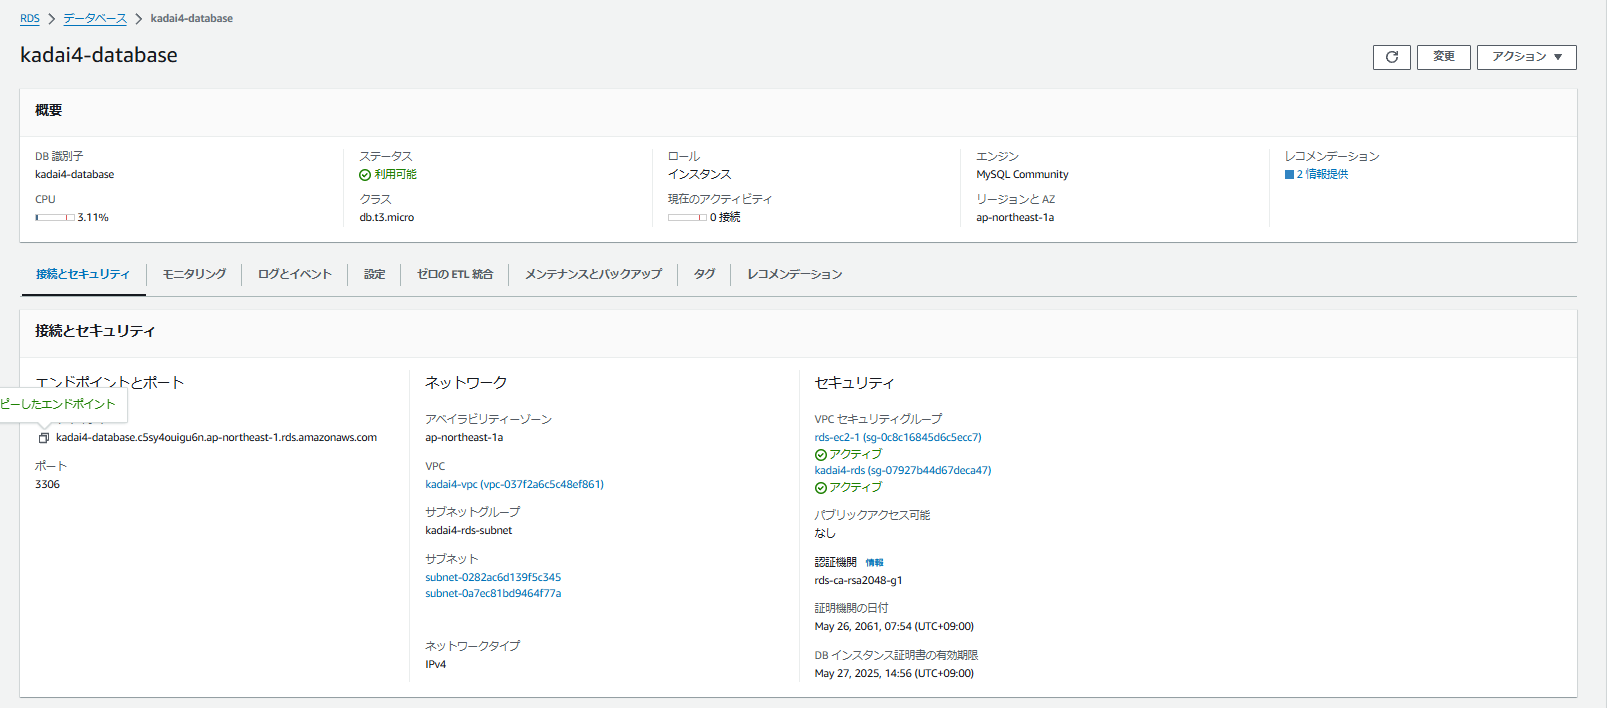 RDS > データベース > kadai4-database
kadai4-database
変更
アクション ▼
概要
DB 識別子
kadai4-database
CPU
3.11%
ステータス
利用可能
クラス
db.t3.micro
ロール
インスタンス
現在のアクティビティ
0 接続
エンジン
MySQL Community
リージョンと AZ
ap-northeast-1a
レコメンデーション
2 情報提供
接続とセキュリティ
モニタリング
ログとイベント
設定
ゼロの ETL 統合
メンテナンスとバックアップ
タグ
レコメンデーション
接続とセキュリティ
エンドポイントとポート
ピーしたエンドポイント
kadai4-database.c5sy4ouigu6n.ap-northeast-1.rds.amazonaws.com
ポート
3306
ネットワーク
アベイラビリティーゾーン
ap-northeast-1a
VPC
kadai4-vpc (vpc-037f2a6c5c48ef861)
サブネットグループ
kadai4-rds-subnet
サブネット
subnet-0282ac6d139f5c345
subnet-0a7ec81bd9464f77a
ネットワークタイプ
IPv4
セキュリティ
VPC セキュリティグループ
rds-ec2-1 (sg-0c8c16845d6c5ecc7)
アクティブ
kadai4-rds (sg-07927b44d67deca47)
アクティブ
パブリックアクセス可能
なし
認証機関 情報
rds-ca-rsa2048-g1
証明機関の日付
May 26, 2061, 07:54 (UTC+09:00)
DB インスタンス証明書の有効期限
May 27, 2025, 14:56 (UTC+09:00)